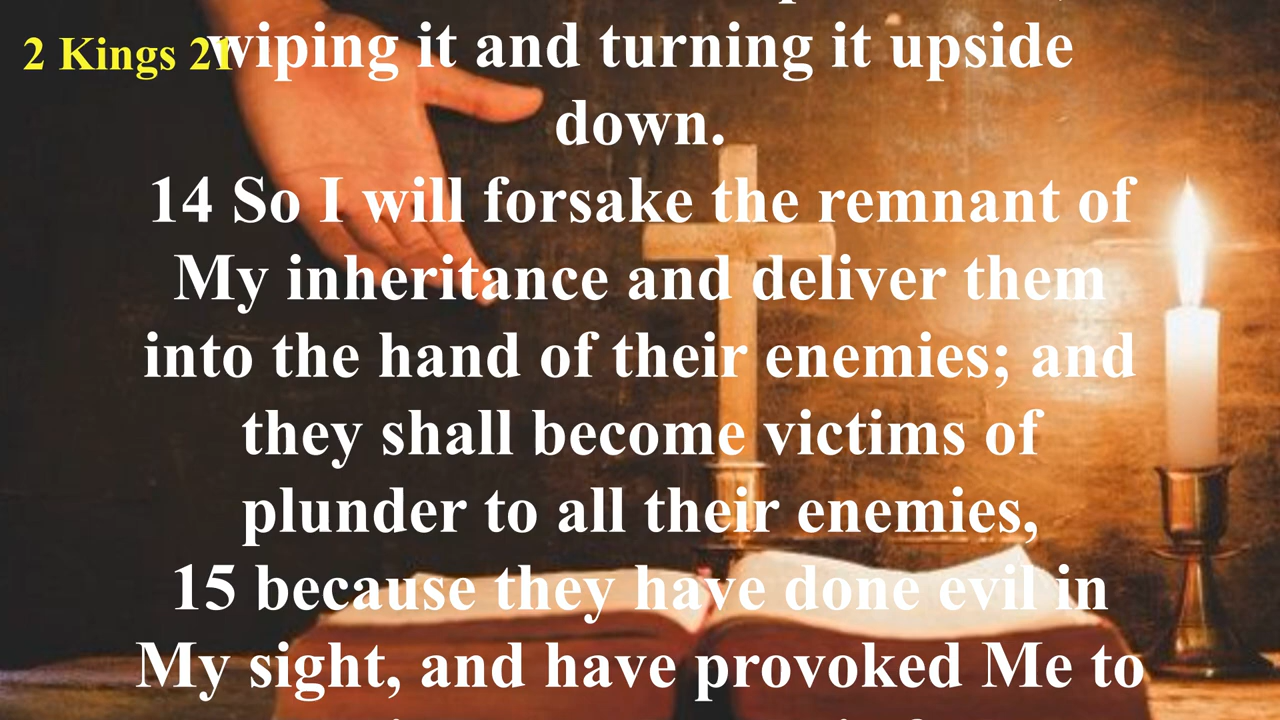 2 Kings 21
wiping it and turning it upside
down.
14 So I will forsake the remnant of
My inheritance and deliver them
into the hand of their enemies; and
they shall become victims of
plunder to all their enemies,
15 because they have done evil in
My sight, and have provoked Me to